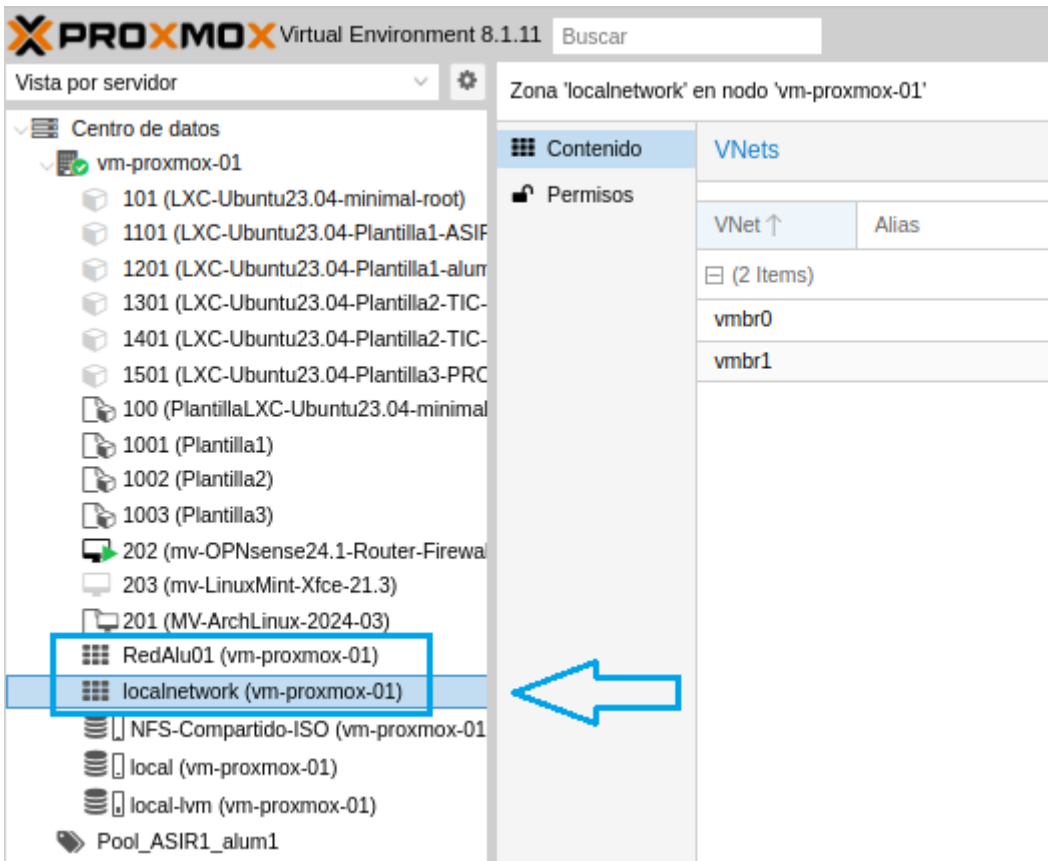 PROXMOX Virtual Environment 8.1.11 Buscar
Vista por servidor
Zona 'localnetwork' en nodo 'vm-proxmox-01'
Centro de datos
vm-proxmox-01
101 (LXC-Ubuntu23.04-minimal-root)
1101 (LXC-Ubuntu23.04-Plantilla1-ASIR
1201 (LXC-Ubuntu23.04-Plantilla1-alum
1301 (LXC-Ubuntu23.04-Plantilla2-TIC-
1401 (LXC-Ubuntu23.04-Plantilla2-TIC-
1501 (LXC-Ubuntu23.04-Plantilla3-PRO
100 (PlantillaLXC-Ubuntu23.04-minimal
1001 (Plantilla1)
1002 (Plantilla2)
1003 (Plantilla3)
202 (mv-OPNsense24.1-Router-Firewal
203 (mv-LinuxMint-Xfce-21.3)
201 (MV-ArchLinux-2024-03)
RedAlu01 (vm-proxmox-01)
localnetwork (vm-proxmox-01)
NFS-Compartido-ISO (vm-proxmox-01
local (vm-proxmox-01)
local-lvm (vm-proxmox-01)
Pool_ASIR1_alum1
Contenido
Permisos
VNets
VNet Alias
(2 Items)
vmbr0
vmbr1